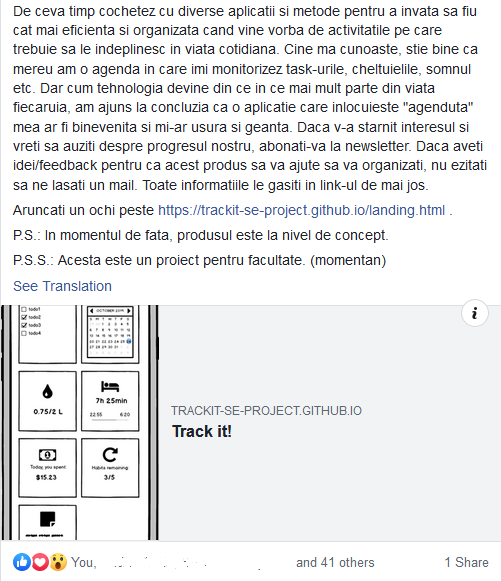 De ceva timp cochetez cu diverse aplicatii si metode pentru a invata sa fiu
cat mai eficienta si organizata cand vine vorba de activitatile pe care
trebuie sa le indeplinesc in viata cotidiana. Cine ma cunoaste, stie bine ca
mereu am o agenda in care imi monitorizez task-urile, cheltuielile, somnul
etc. Dar cum tehnologia devine din ce in ce mai mult parte din viata
fiecaruia, am ajuns la concluzia ca o aplicatie care inlocuieste "agenduta"
mea ar fi binevenita si mi-ar usura si geanta. Daca v-a starnit interesul si
vreti sa auziti despre progresul nostru, abonati-va la newsletter. Daca aveti
idei/feedback pentru ca acest produs sa va ajute sa va organizati, nu ezitati
sa ne lasati un mail. Toate informatiile le gasiti in link-ul de mai jos.
Aruncati un ochi peste https://trackit-se-project.github.io/landing.html .
P.S.: In momentul de fata, produsul este la nivel de concept.
P.S.S.: Acesta este un proiect pentru facultate. (momentan)
See Translation
todo1
todo2
todo3
todo4
OCTOBER 2019
0.75/2 L
7h 25min
22:55 6:20
Today, you spent:
$15.23
Habits remaining:
3/5
i
TRACKIT-SE-PROJECT.GITHUB.IO
Track it!
You,
and 41 others
1 Share